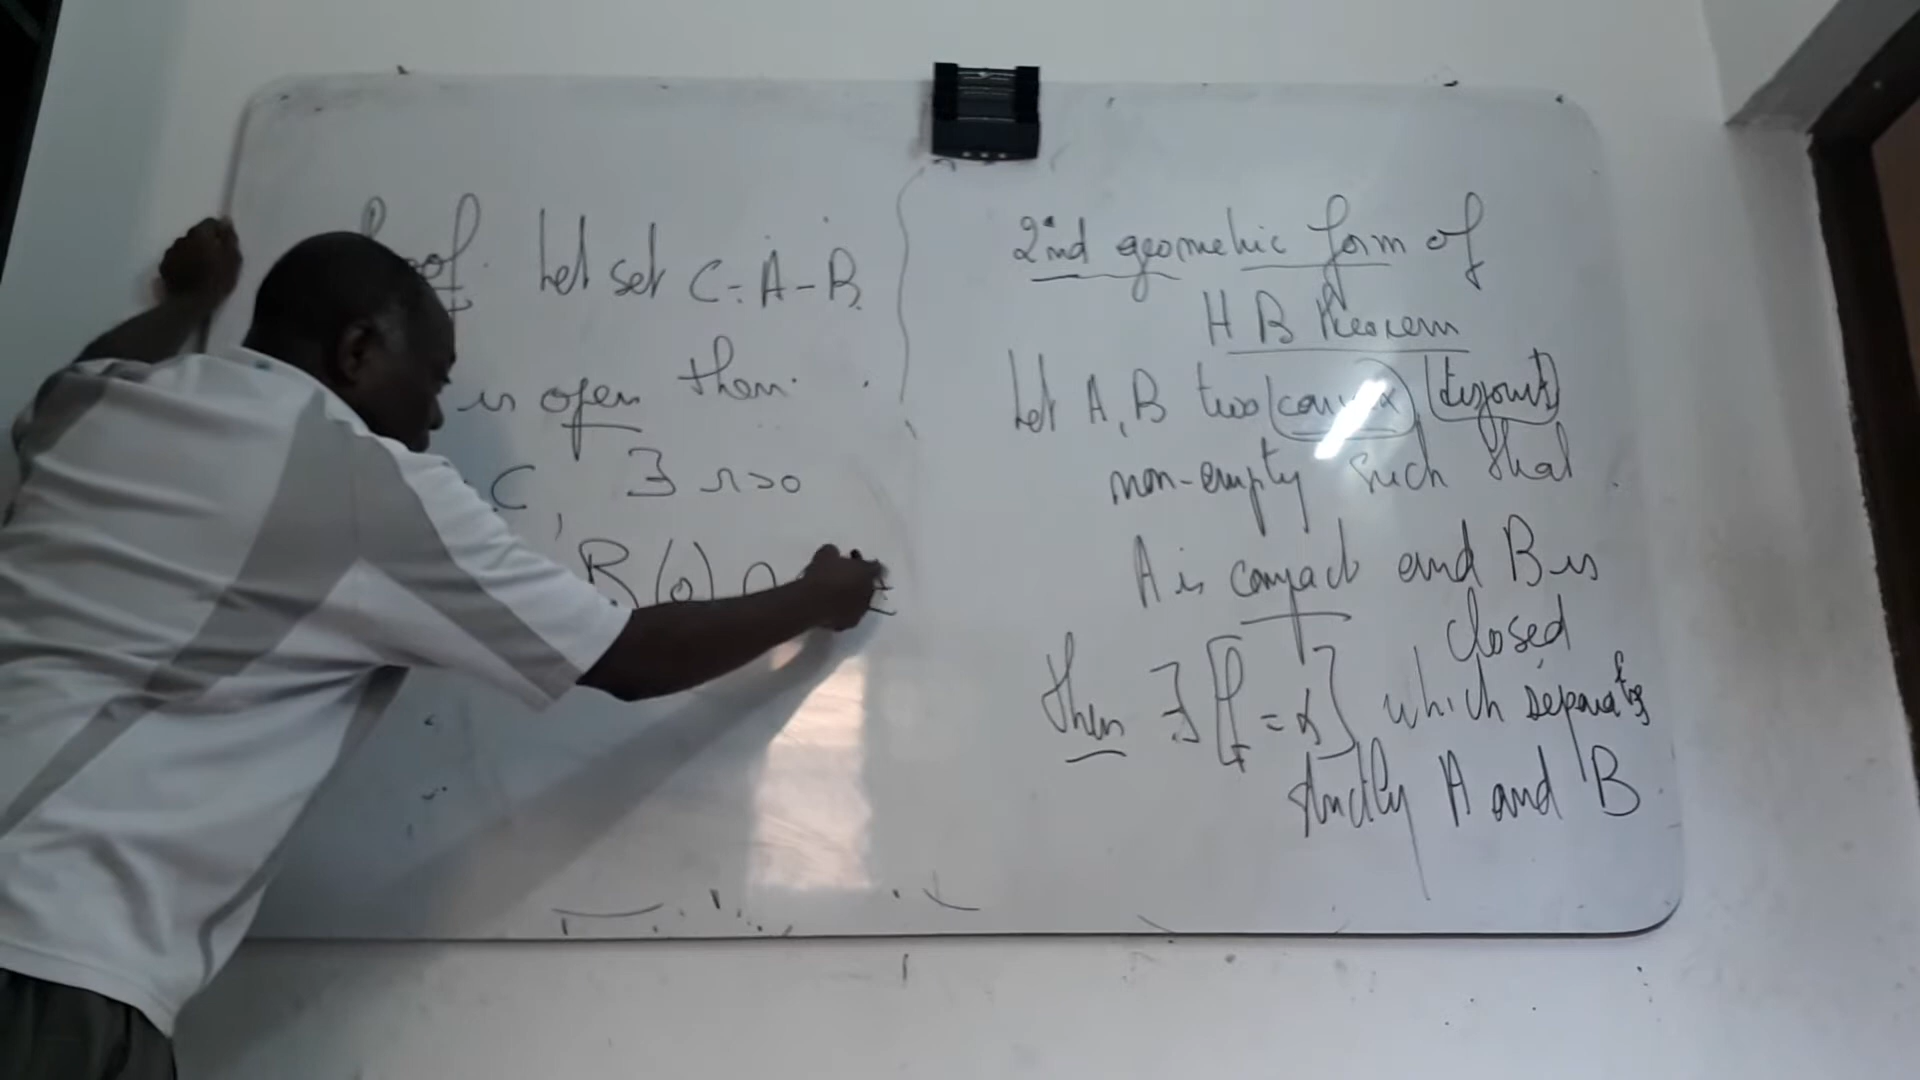 Proof. Let set C = A - B.
is open then.
C, ∃ r>0
B(0) ∩
2nd geometric form of
H B theorem
Let A, B two convex disjoint
non-empty such that
A is compact and B is
closed
then ∃ [f = α] which separates
strictly A and B